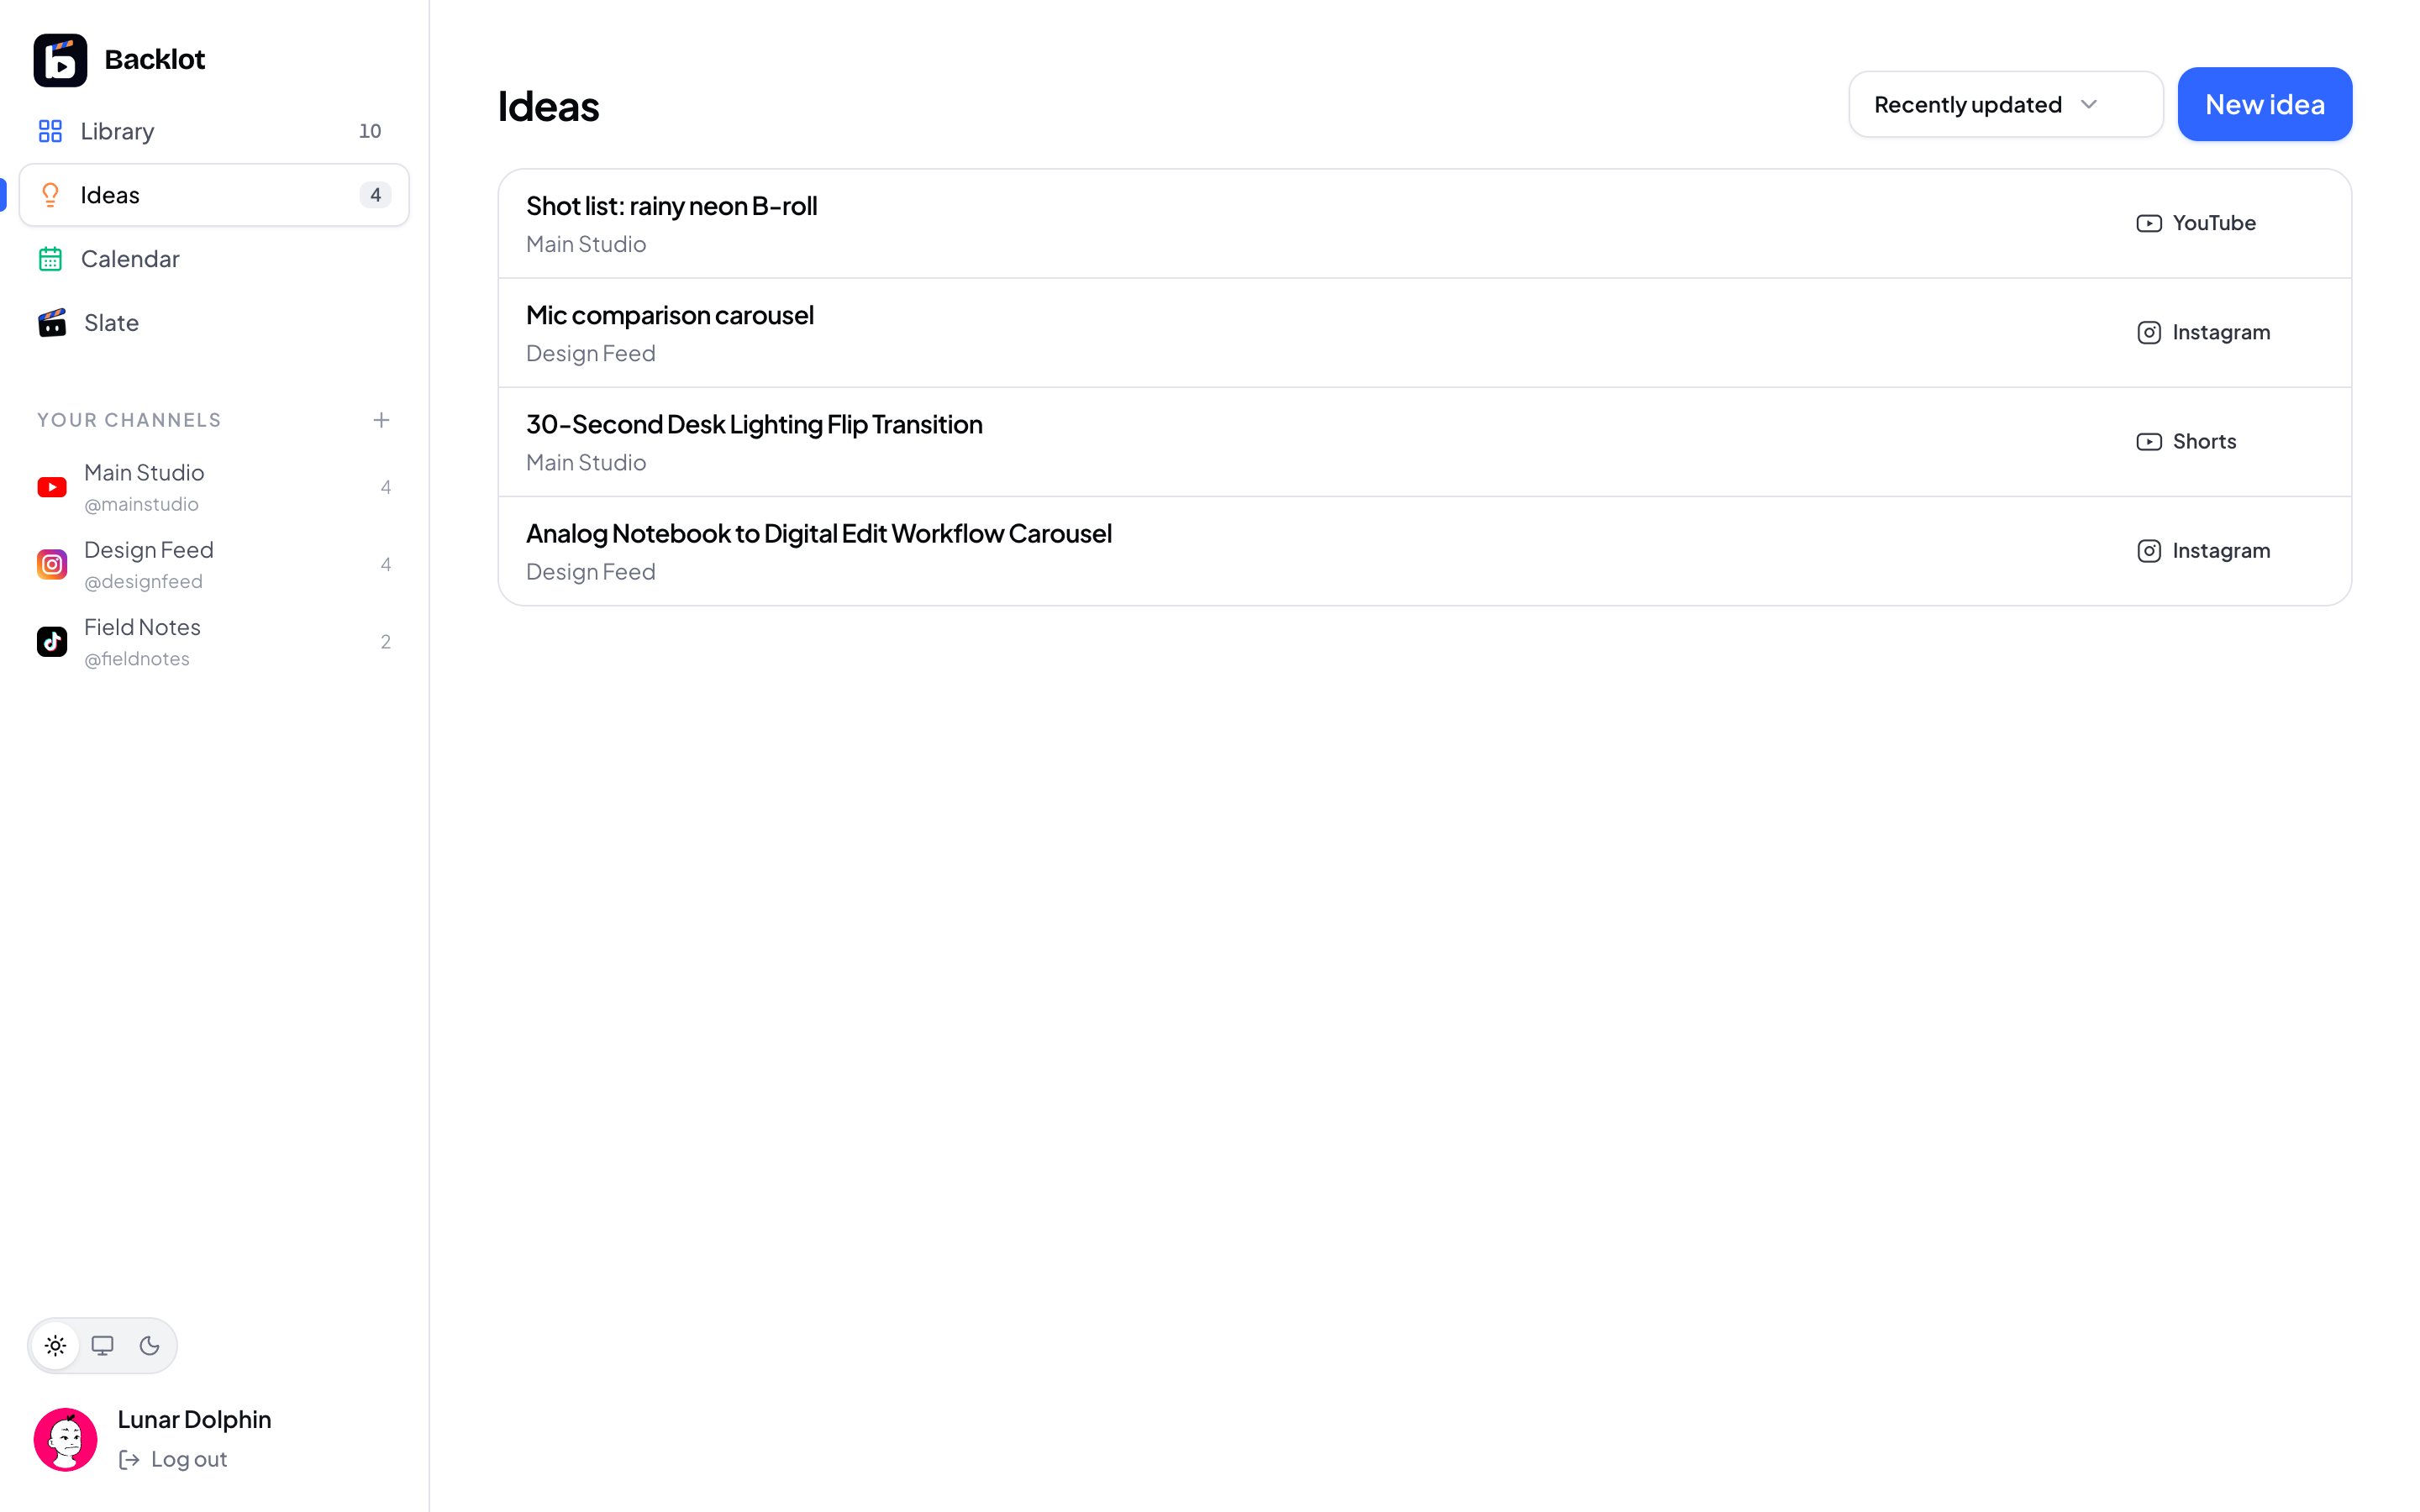 Backlot
Library 10
Ideas 4
Calendar
Slate
YOUR CHANNELS
Main Studio
@mainstudio
4
Design Feed
@designfeed
4
Field Notes
@fieldnotes
2
Lunar Dolphin
Log out
Ideas
Recently updated
New idea
Shot list: rainy neon B-roll
Main Studio
YouTube
Mic comparison carousel
Design Feed
Instagram
30-Second Desk Lighting Flip Transition
Main Studio
Shorts
Analog Notebook to Digital Edit Workflow Carousel
Design Feed
Instagram